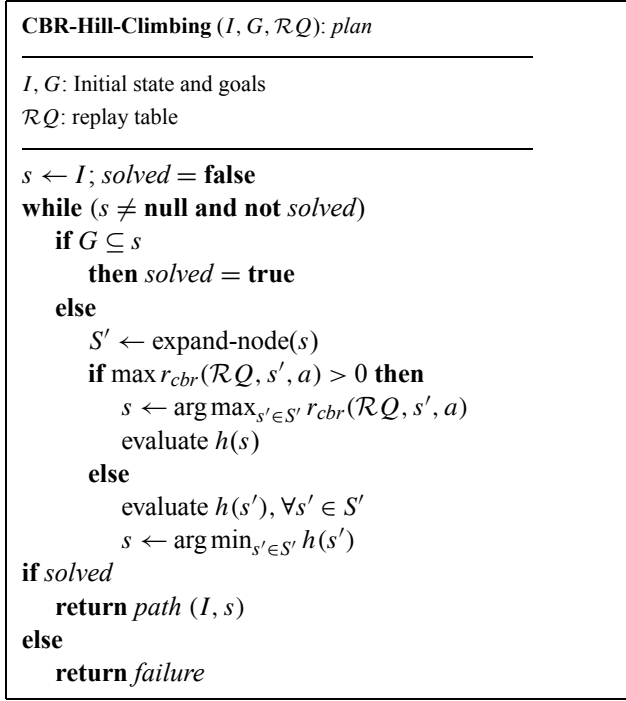 CBR-Hill-Climbing (I, G, ℛQ): plan
I, G: Initial state and goals
ℛQ: replay table
s ← I; solved = false
while (s ≠ null and not solved)
if G ⊆ s
then solved = true
else
S′ ← expand-node(s)
if max r_cbr(ℛQ, s′, a) > 0 then
s ← arg max_{s′∈S′} r_cbr(ℛQ, s′, a)
evaluate h(s)
else
evaluate h(s′), ∀s′ ∈ S′
s ← arg min_{s′∈S′} h(s′)
if solved
return path (I, s)
else
return failure